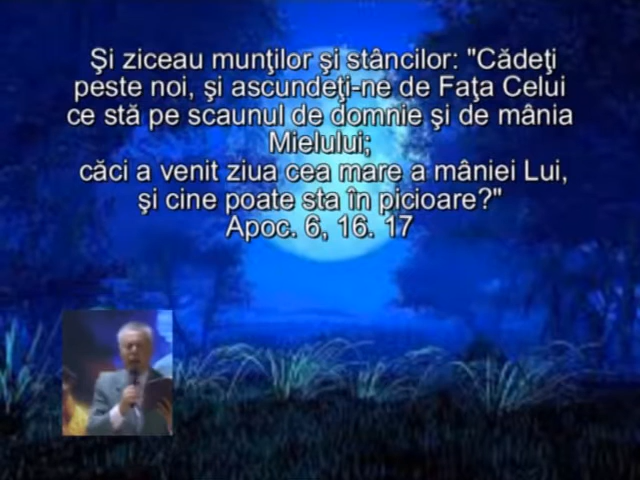 Şi ziceau munţilor şi stâncilor: "Cădeţi
peste noi, şi ascundeţi-ne de Faţa Celui
ce stă pe scaunul de domnie şi de mânia
Mielului;
căci a venit ziua cea mare a mâniei Lui,
şi cine poate sta în picioare?"
Apoc. 6, 16. 17